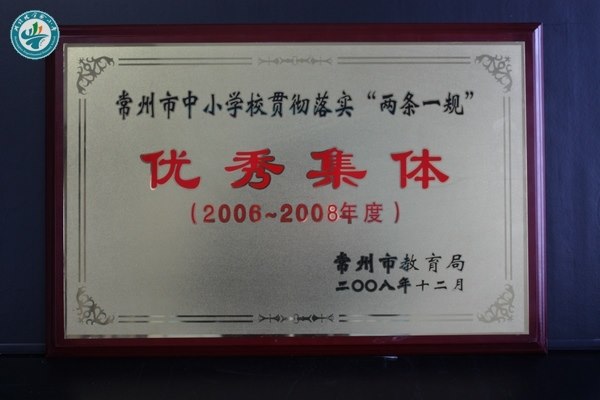 常州市中小学校贯彻落实“两条一规”
优秀集体
（2006~2008年度）
常州市教育局
二〇〇八年十二月